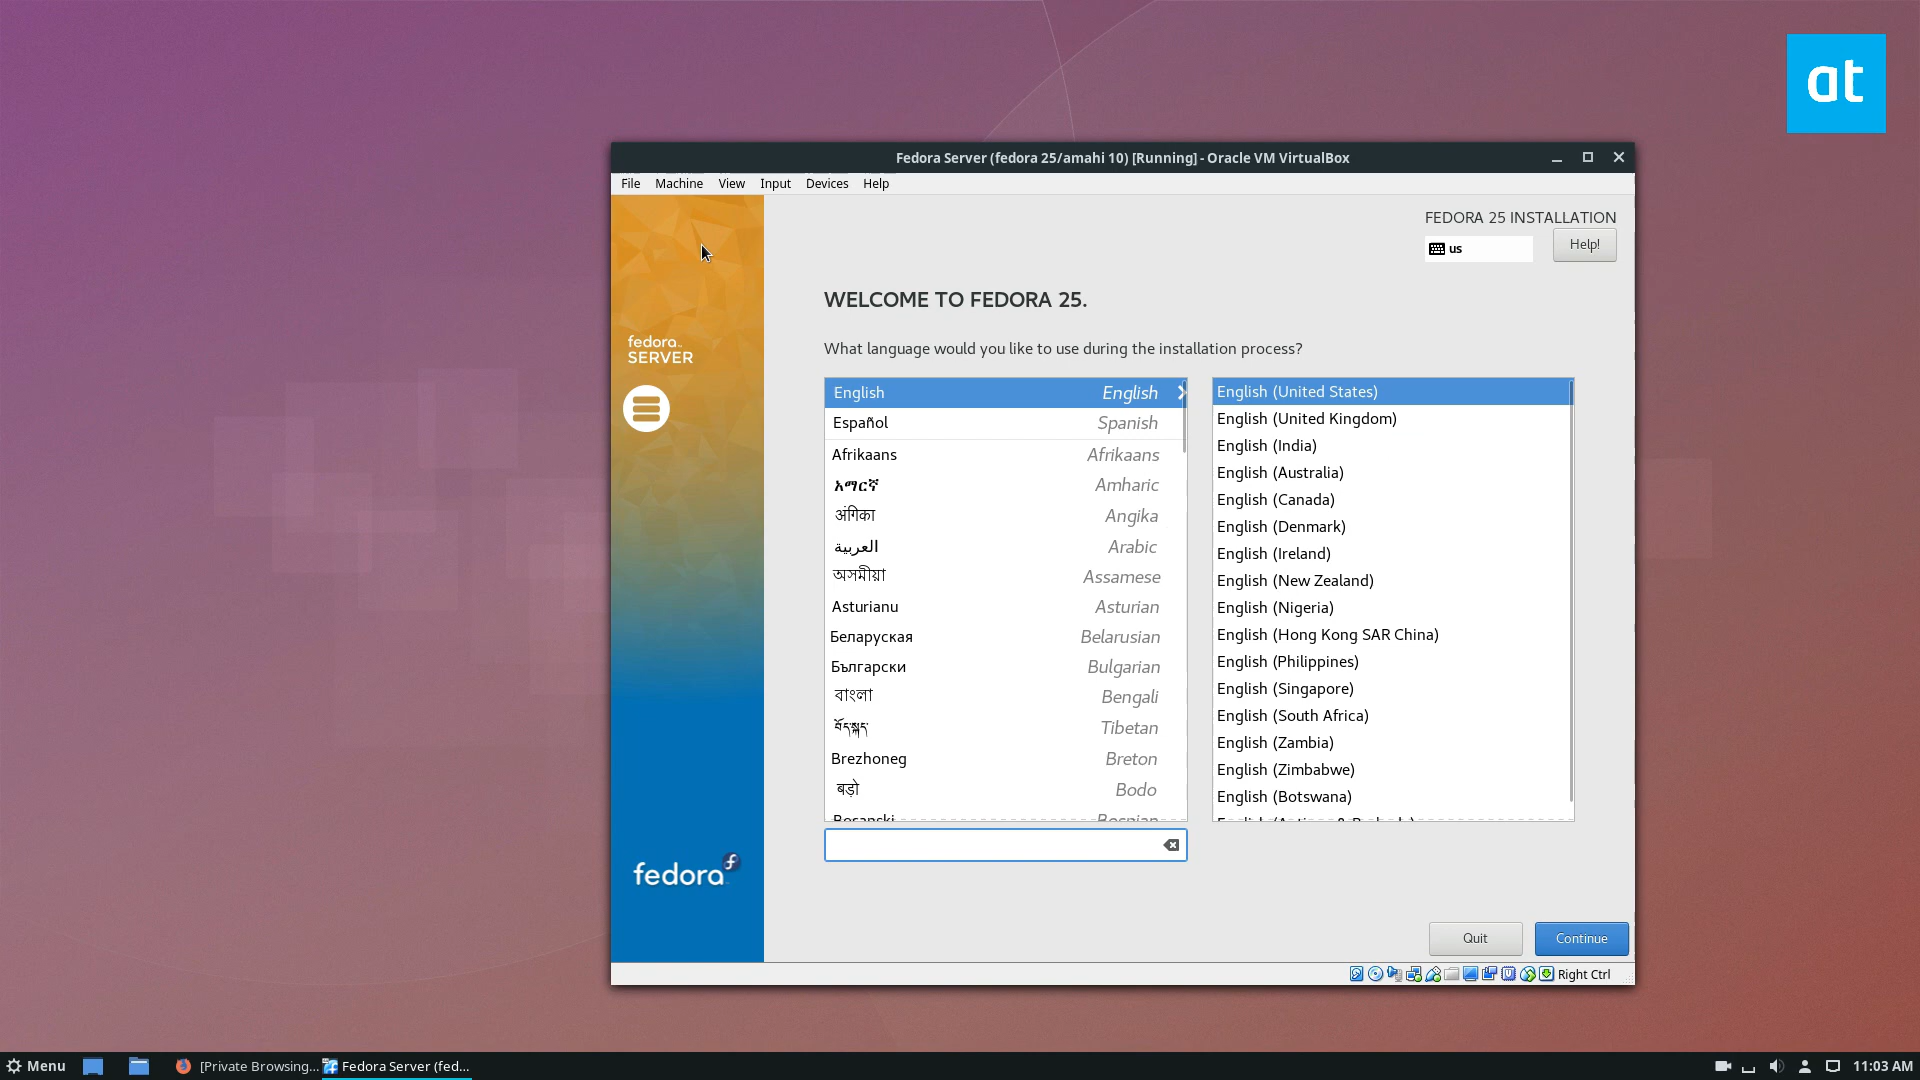 at
Fedora Server (fedora 25/amahi 10) [Running] - Oracle VM VirtualBox
File Machine View Input Devices Help
FEDORA 25 INSTALLATION
us
Help!
fedora
SERVER
WELCOME TO FEDORA 25.
What language would you like to use during the installation process?
English English
Español Spanish
Afrikaans Afrikaans
አማርኛ Amharic
अंगिका Angika
العربية Arabic
অসমীয়া Assamese
Asturianu Asturian
Беларуская Belarusian
Български Bulgarian
বাংলা Bengali
བོད་སྐད་ Tibetan
Brezhoneg Breton
बड़ो Bodo
Bosanski Bosnian
English (United States)
English (United Kingdom)
English (India)
English (Australia)
English (Canada)
English (Denmark)
English (Ireland)
English (New Zealand)
English (Nigeria)
English (Hong Kong SAR China)
English (Philippines)
English (Singapore)
English (South Africa)
English (Zambia)
English (Zimbabwe)
English (Botswana)
English (Antigua & Barbuda)
fedora
Quit
Continue
Right Ctrl
Menu
[Private Browsing...
Fedora Server (fed...
11:03 AM